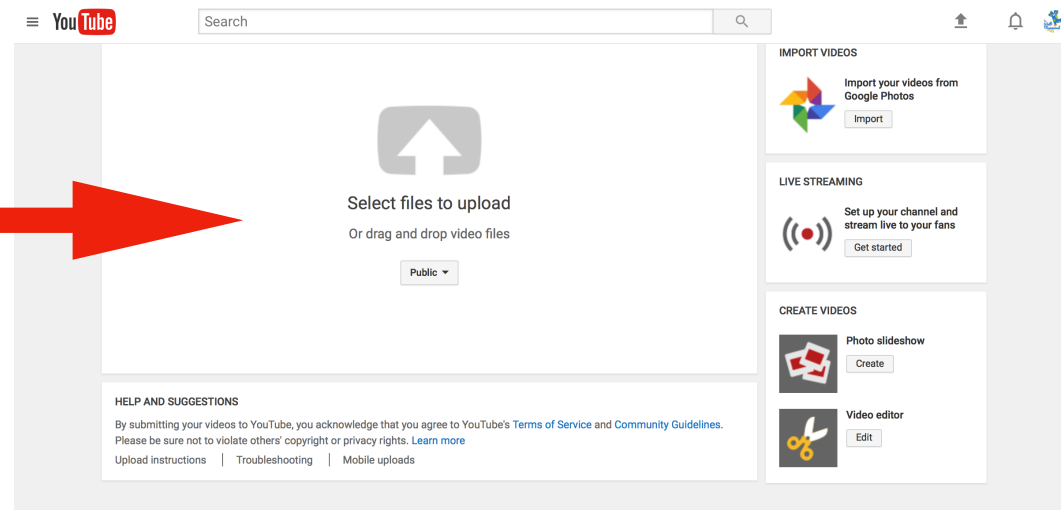 YouTube
Search
Select files to upload
Or drag and drop video files
Public
HELP AND SUGGESTIONS
By submitting your videos to YouTube, you acknowledge that you agree to YouTube's Terms of Service and Community Guidelines.
Please be sure not to violate others' copyright or privacy rights. Learn more
Upload instructions | Troubleshooting | Mobile uploads
IMPORT VIDEOS
Import your videos from
Google Photos
Import
LIVE STREAMING
Set up your channel and
stream live to your fans
Get started
CREATE VIDEOS
Photo slideshow
Create
Video editor
Edit